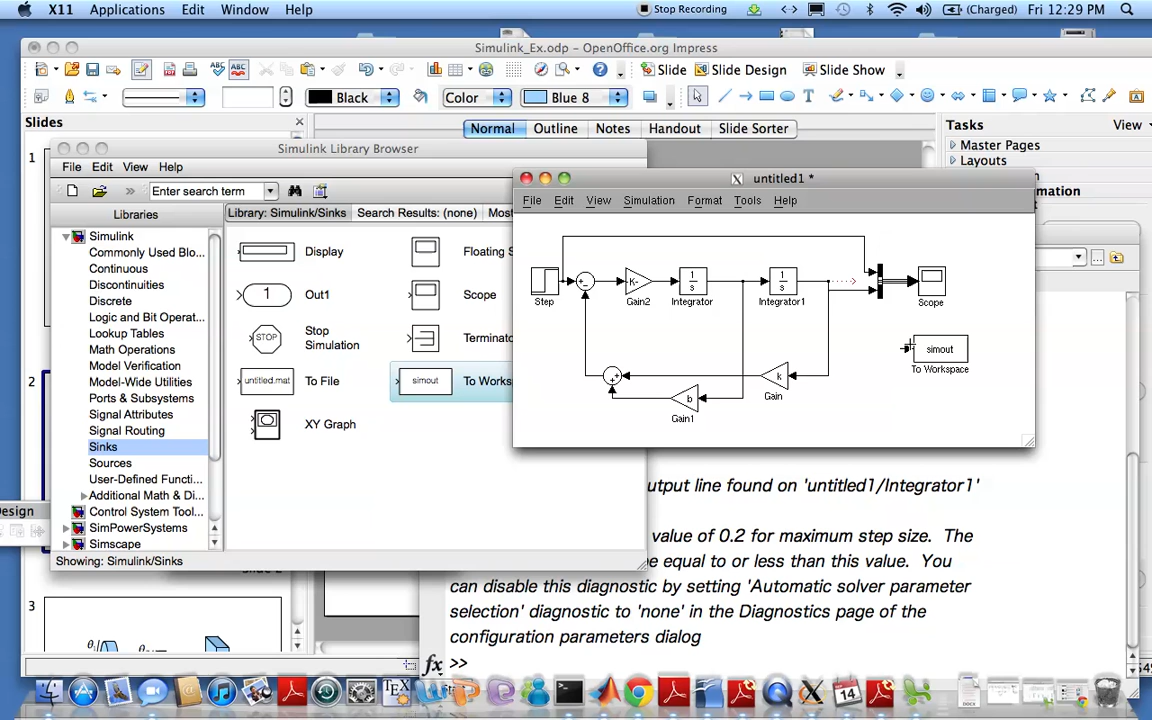 X11 Applications Edit Window Help Stop Recording (Charged) Fri 12:29 PM
Simulink_Ex.odp – OpenOffice.org Impress
Slide Slide Design Slide Show
Black Color Blue 8
Slides
Normal Outline Notes Handout Slide Sorter
Tasks View
Master Pages
Layouts
mation
1
2
3
Simulink Library Browser
File Edit View Help
Enter search term
Libraries
Library: Simulink/Sinks Search Results: (none) Most
Simulink
Commonly Used Blo...
Continuous
Discontinuities
Discrete
Logic and Bit Operat...
Lookup Tables
Math Operations
Model Verification
Model-Wide Utilities
Ports & Subsystems
Signal Attributes
Signal Routing
Sinks
Sources
User-Defined Functi...
Additional Math & Di...
Control System Tool...
SimPowerSystems
Simscape
Showing: Simulink/Sinks
Display
Floating S
1 Out1
Scope
STOP Stop
Simulation
Terminato
untitled.mat To File
simout To Worksp
XY Graph
untitled1 *
File Edit View Simulation Format Tools Help
Step
-K-
Gain2
1
s
Integrator
1
s
Integrator1
Scope
simout
To Workspace
k
Gain
b
Gain1
utput line found on 'untitled1/Integrator1'
value of 0.2 for maximum step size. The
e equal to or less than this value. You
can disable this diagnostic by setting 'Automatic solver parameter
selection' diagnostic to 'none' in the Diagnostics page of the
configuration parameters dialog
fx >>
esign
TEX
14